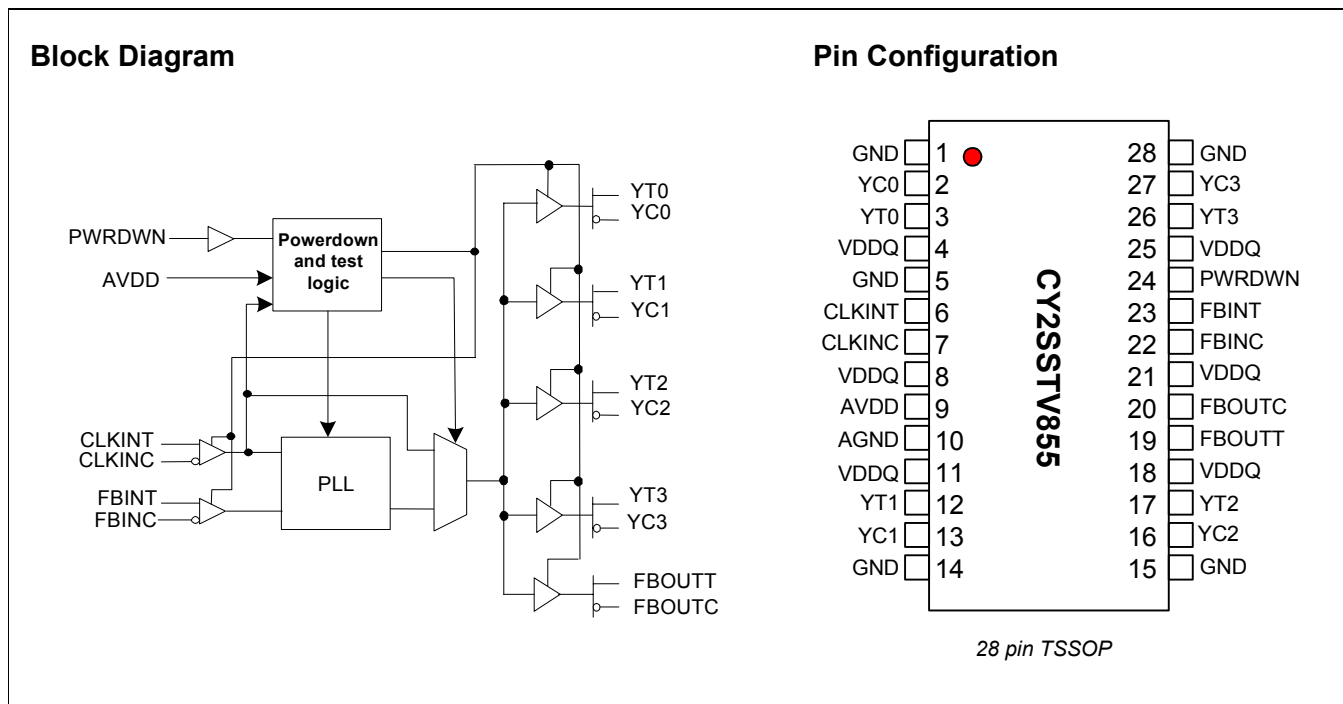 Block Diagram
PWRDWN
AVDD
Powerdown
and test
logic
CLKINT
CLKINC
FBINT
FBINC
PLL
YT0
YC0
YT1
YC1
YT2
YC2
YT3
YC3
FBOUTT
FBOUTC
Pin Configuration
GND 1 28 GND
YC0 2 27 YC3
YT0 3 26 YT3
VDDQ 4 25 VDDQ
GND 5 24 PWRDWN
CLKINT 6 23 FBINT
CLKINC 7 22 FBINC
VDDQ 8 21 VDDQ
AVDD 9 20 FBOUTC
AGND 10 19 FBOUTT
VDDQ 11 18 VDDQ
YT1 12 17 YT2
YC1 13 16 YC2
GND 14 15 GND
CY2SSTV855
28 pin TSSOP